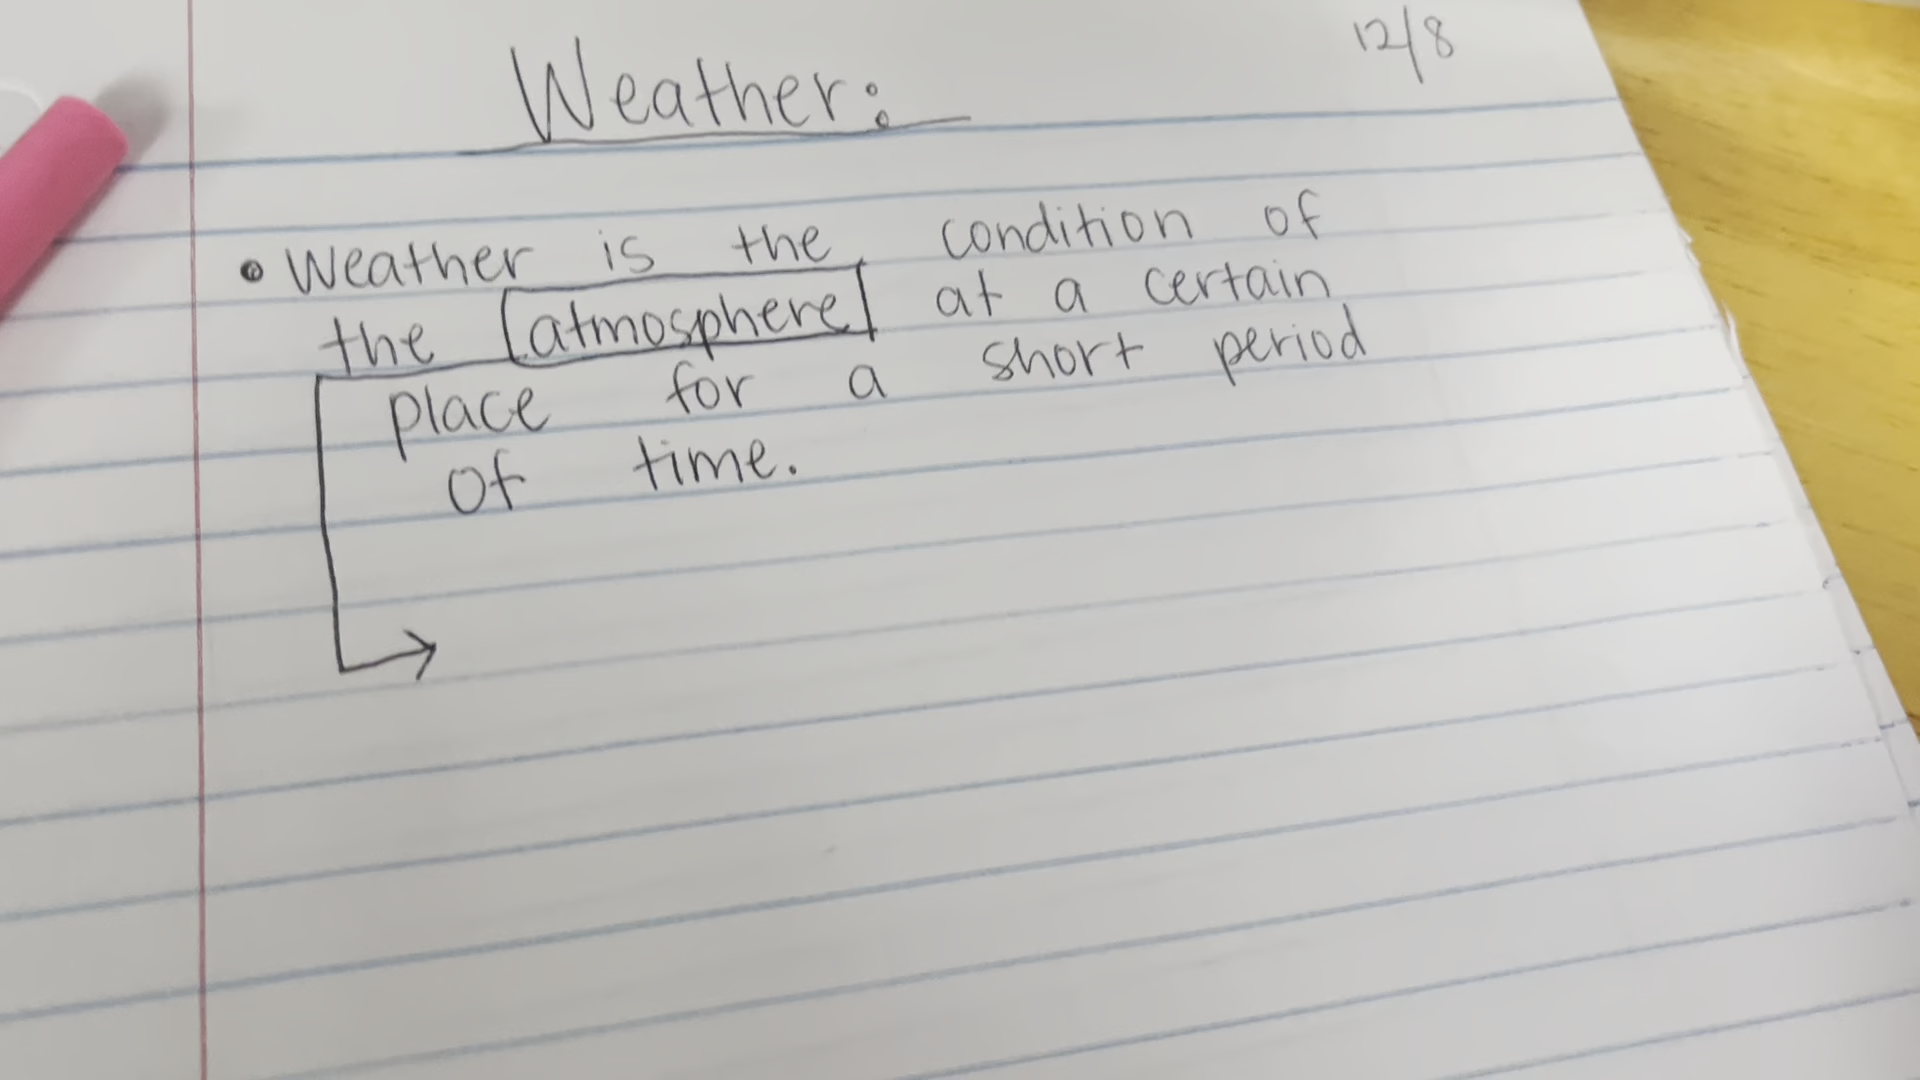 12/8
Weather:
• Weather is the condition of
the atmosphere at a certain
place for a short period
of time.